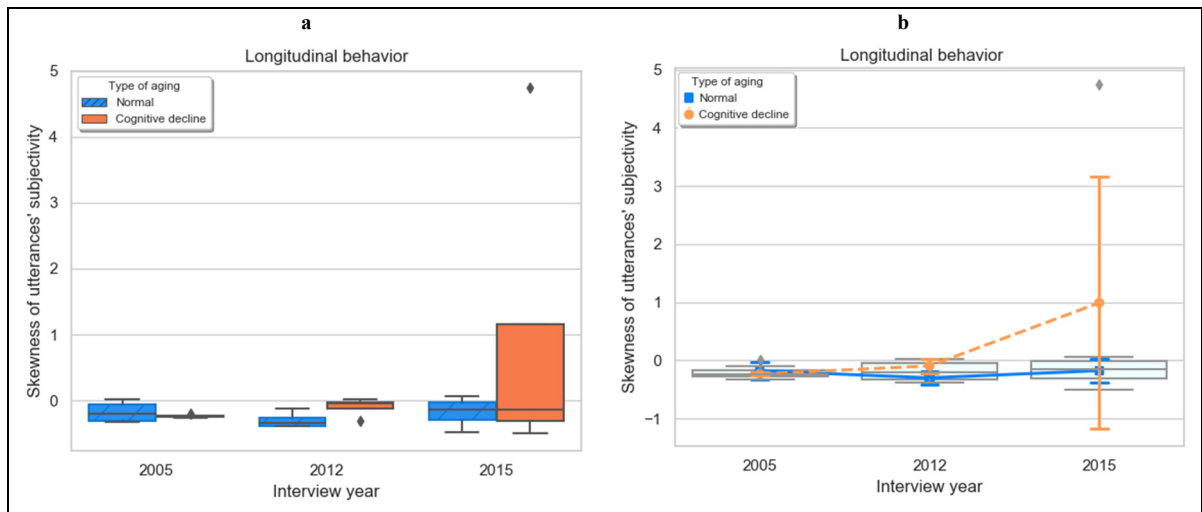 a
Longitudinal behavior
Skewness of utterances' subjectivity
5
4
3
2
1
0
Type of aging
Normal
Cognitive decline
2005
2012
2015
Interview year
b
Longitudinal behavior
Skewness of utterances' subjectivity
5
4
3
2
1
0
−1
Type of aging
Normal
Cognitive decline
2005
2012
2015
Interview year